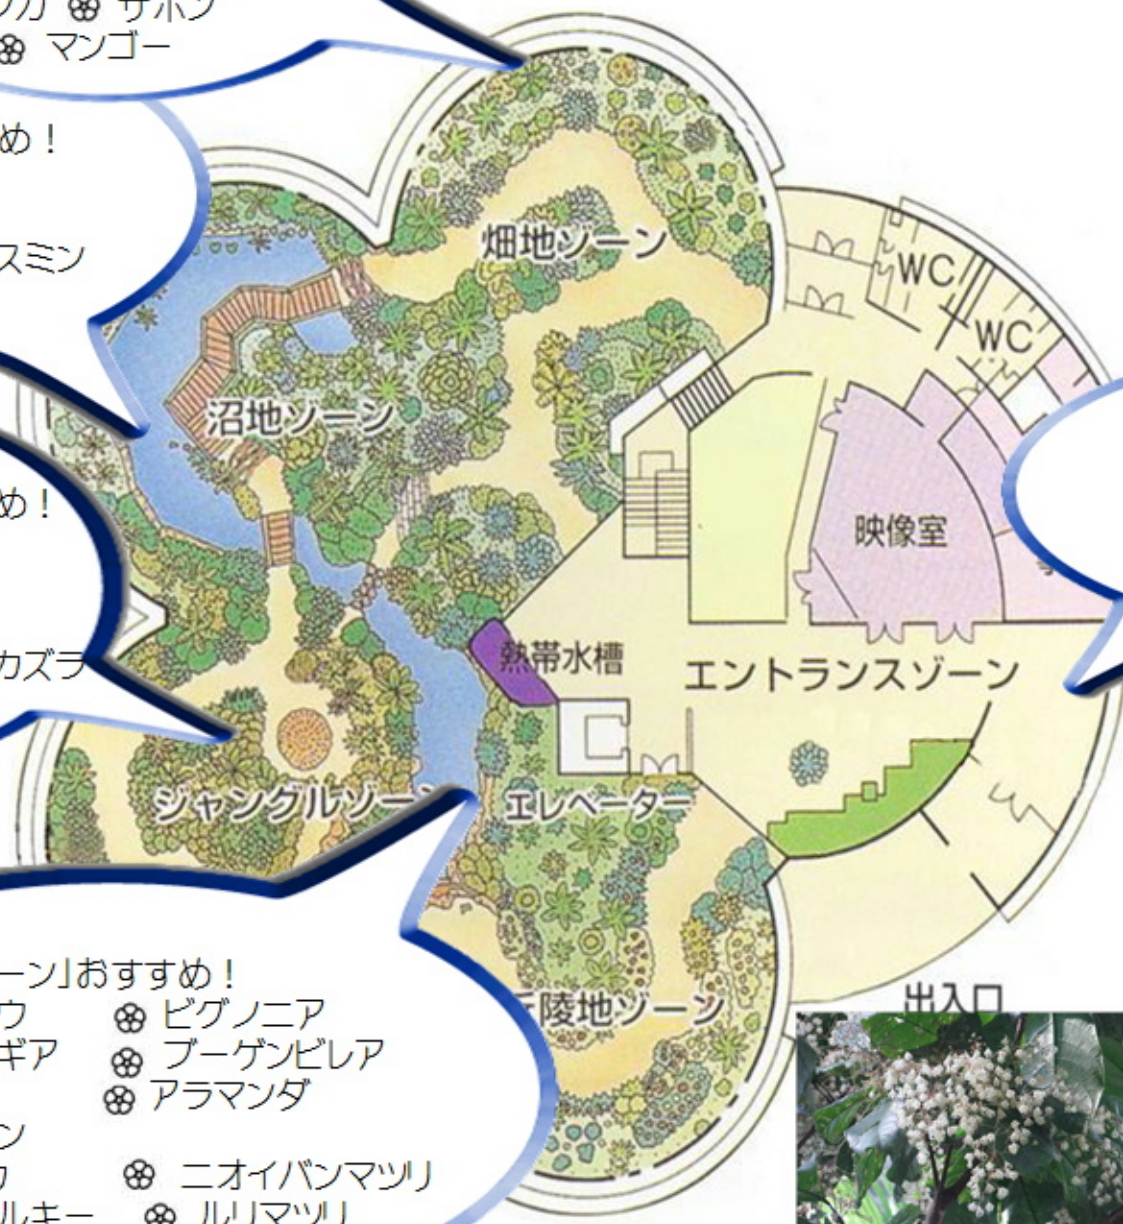 サボン
マンゴー
め！
スミン
畑地ゾーン
WC
WC
沼地ゾーン
め！
映像室
カズラ
熱帯水槽
エントランスゾーン
ジャングルゾーン
エレベーター
ーン」おすすめ！
ウ ビグノニア
ギア ブーゲンビレア
アラマンダ
丘陵地ゾーン
出入口
ン
カ ニオイバンマツリ
ルキー ルリマツリ